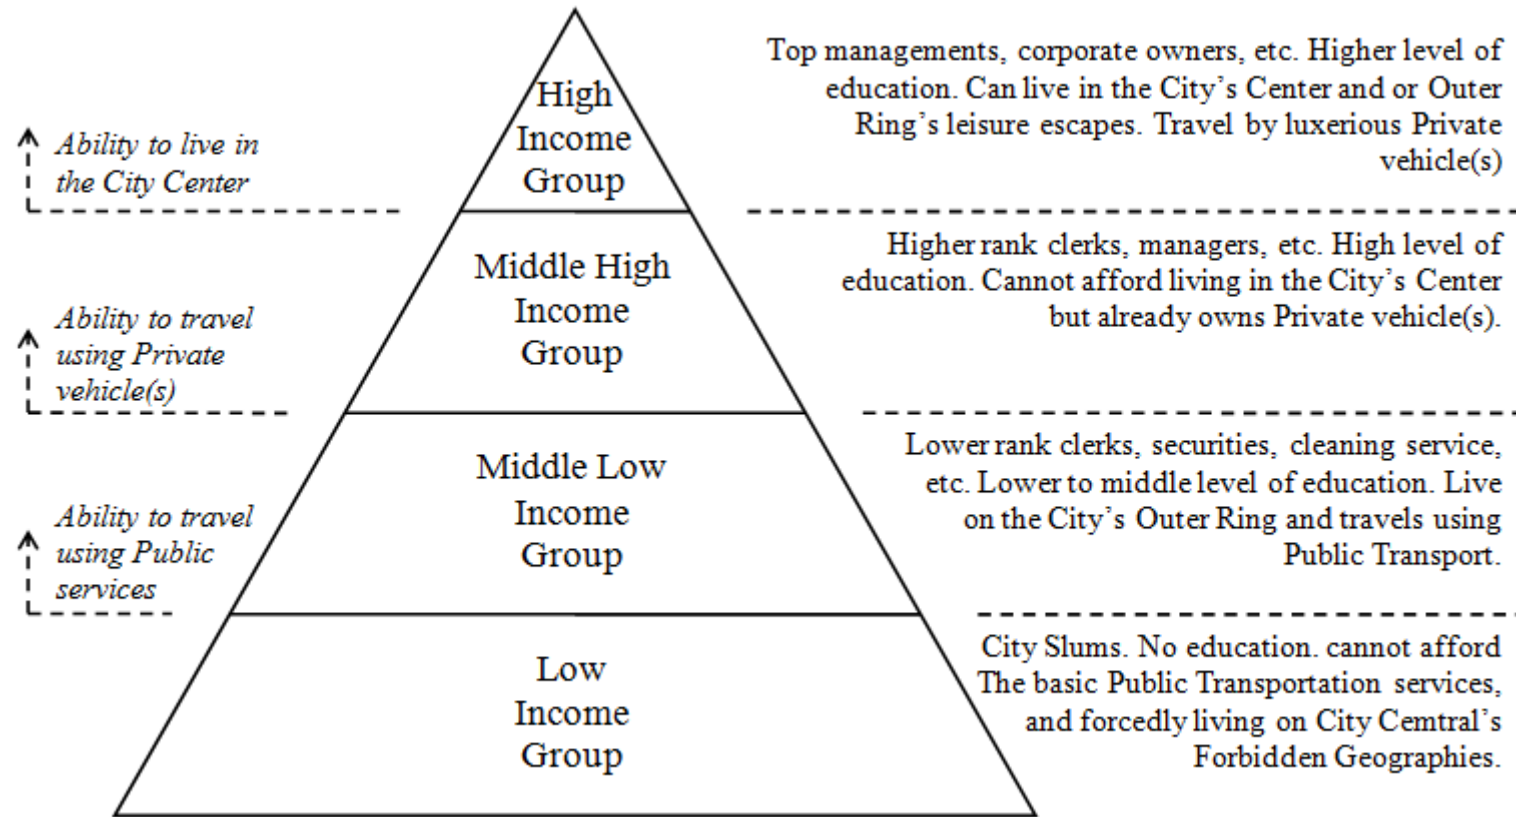 High
Income
Group
Top managements, corporate owners, etc. Higher level of
education. Can live in the City's Center and or Outer
Ring's leisure escapes. Travel by luxerious Private
vehicle(s)
Ability to live in
the City Center
Middle High
Income
Group
Higher rank clerks, managers, etc. High level of
education. Cannot afford living in the City's Center
but already owns Private vehicle(s).
Ability to travel
using Private
vehicle(s)
Middle Low
Income
Group
Lower rank clerks, securities, cleaning service,
etc. Lower to middle level of education. Live
on the City's Outer Ring and travels using
Public Transport.
Ability to travel
using Public
services
Low
Income
Group
City Slums. No education. cannot afford
The basic Public Transportation services,
and forcedly living on City Cemtral's
Forbidden Geographies.